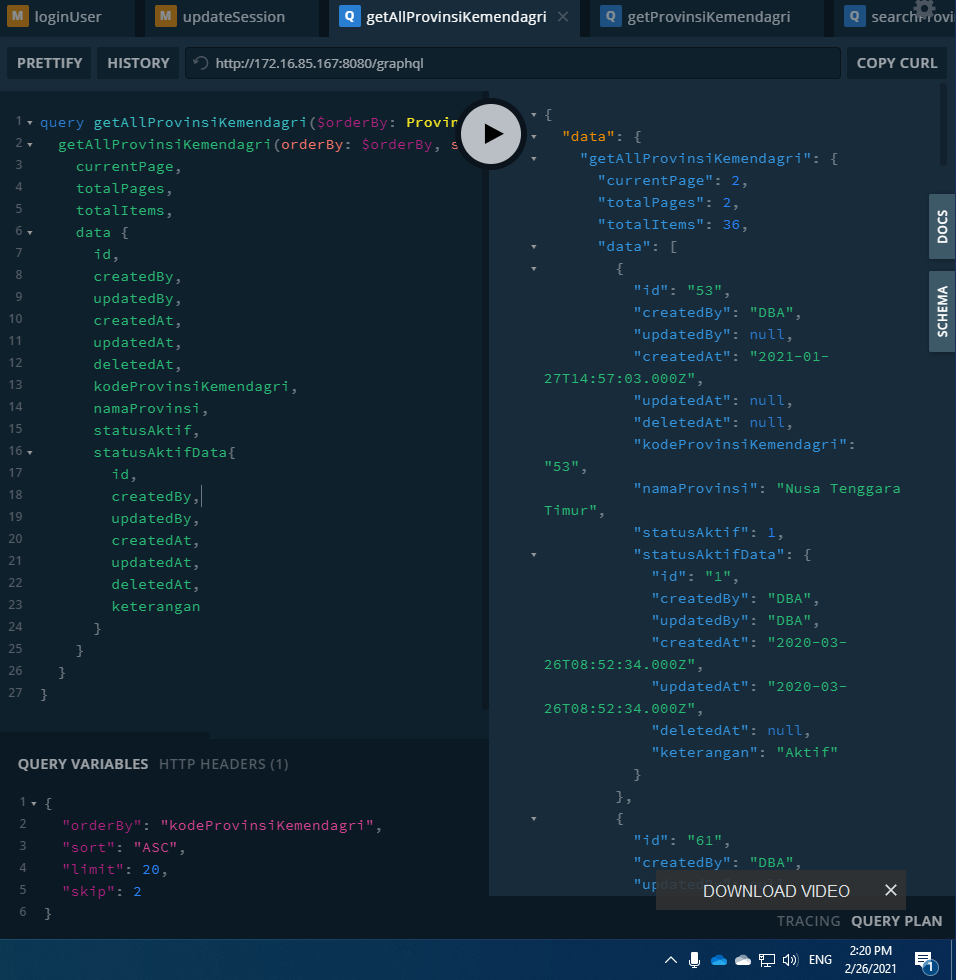 M loginUser
M updateSession
Q getAllProvinsiKemendagri
Q getProvinsiKemendagri
Q searchProvi
PRETTIFY
HISTORY
http://172.16.85.167:8080/graphql
COPY CURL
1 query getAllProvinsiKemendagri($orderBy: Provin
2 getAllProvinsiKemendagri(orderBy: $orderBy, s
3 currentPage,
4 totalPages,
5 totalItems,
6 data {
7 id,
8 createdBy,
9 updatedBy,
10 createdAt,
11 updatedAt,
12 deletedAt,
13 kodeProvinsiKemendagri,
14 namaProvinsi,
15 statusAktif,
16 statusAktifData{
17 id,
18 createdBy,
19 updatedBy,
20 createdAt,
21 updatedAt,
22 deletedAt,
23 keterangan
24 }
25 }
26 }
27 }
QUERY VARIABLES HTTP HEADERS (1)
1 {
2 "orderBy": "kodeProvinsiKemendagri",
3 "sort": "ASC",
4 "limit": 20,
5 "skip": 2
6 }
{
"data": {
"getAllProvinsiKemendagri": {
"currentPage": 2,
"totalPages": 2,
"totalItems": 36,
"data": [
{
"id": "53",
"createdBy": "DBA",
"updatedBy": null,
"createdAt": "2021-01-
27T14:57:03.000Z",
"updatedAt": null,
"deletedAt": null,
"kodeProvinsiKemendagri":
"53",
"namaProvinsi": "Nusa Tenggara
Timur",
"statusAktif": 1,
"statusAktifData": {
"id": "1",
"createdBy": "DBA",
"updatedBy": "DBA",
"createdAt": "2020-03-
26T08:52:34.000Z",
"updatedAt": "2020-03-
26T08:52:34.000Z",
"deletedAt": null,
"keterangan": "Aktif"
}
},
{
"id": "61",
"createdBy": "DBA",
DOCS
SCHEMA
DOWNLOAD VIDEO
TRACING QUERY PLAN
ENG
2:20 PM
2/26/2021
1